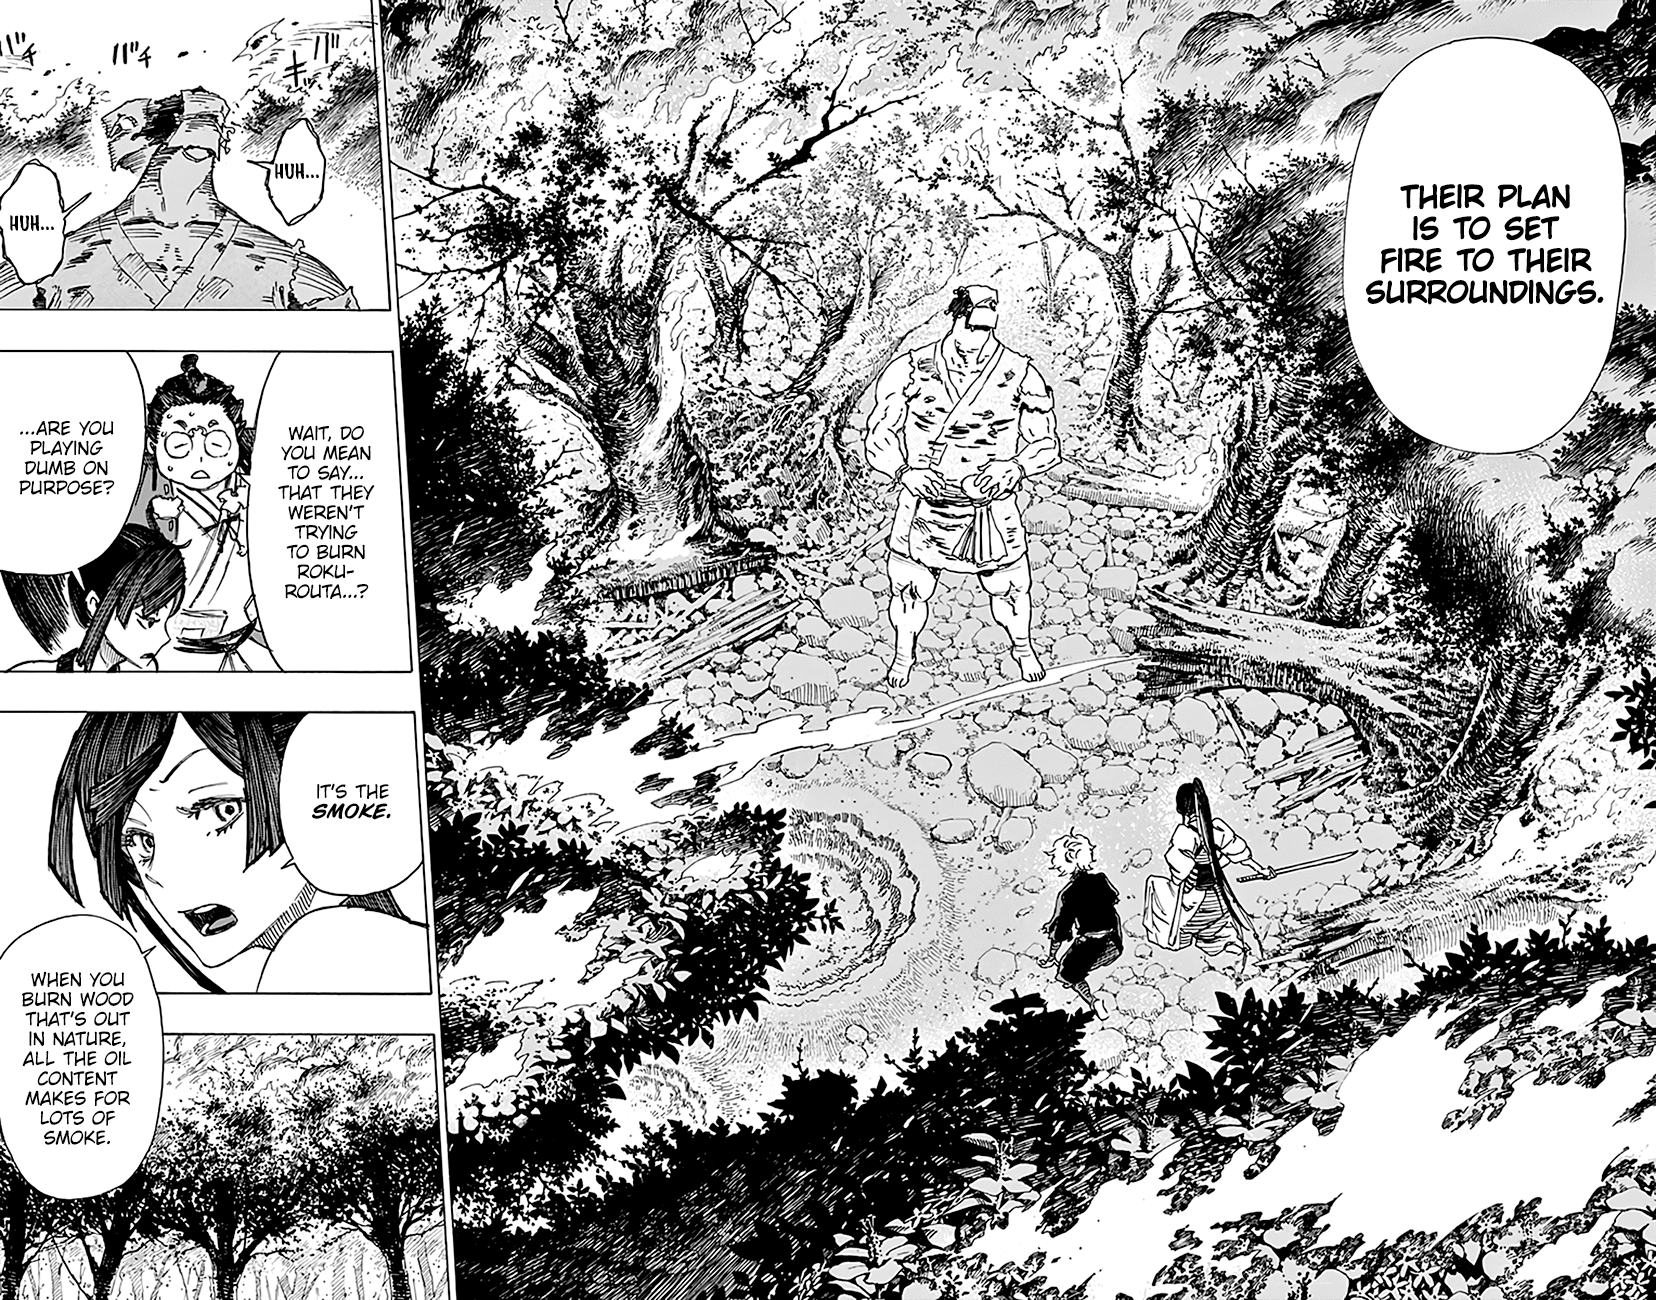 THEIR PLAN
IS TO SET
FIRE TO THEIR
SURROUNDINGS.
バチ
バチ
バキ
HUH...
HUH...
WAIT, DO
YOU MEAN
TO SAY...
THAT THEY
WEREN'T
TRYING
TO BURN
ROKU-
ROUTA...?
...ARE YOU
PLAYING
DUMB ON
PURPOSE?
IT'S THE
SMOKE.
WHEN YOU
BURN WOOD
THAT'S OUT
IN NATURE,
ALL THE OIL
CONTENT
MAKES FOR
LOTS OF
SMOKE.